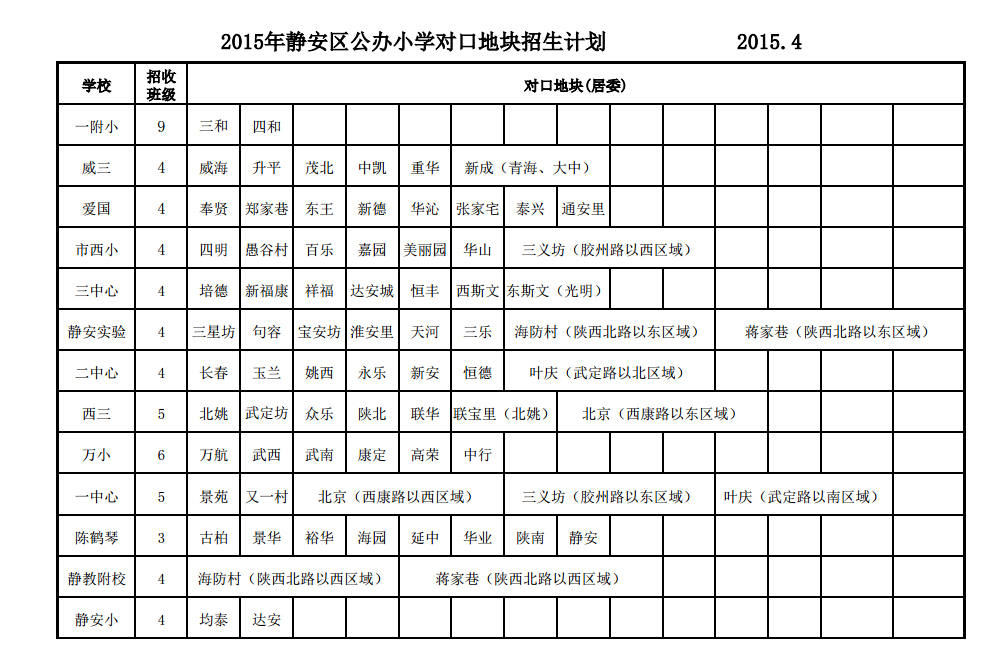 2015年静安区公办小学对口地块招生计划 2015.4
学校 招收班级 对口地块(居委)
一附小 9 三和 四和
威三 4 威海 升平 茂北 中凯 重华 新成（青海、大中）
爱国 4 奉贤 郑家巷 东王 新德 华沁 张家宅 泰兴 通安里
市西小 4 四明 愚谷村 百乐 嘉园 美丽园 华山 三义坊（胶州路以西区域）
三中心 4 培德 新福康 祥福 达安城 恒丰 西斯文 东斯文（光明）
静安实验 4 三星坊 句容 宝安坊 淮安里 天河 三乐 海防村（陕西北路以东区域） 蒋家巷（陕西北路以东区域）
二中心 4 长春 玉兰 姚西 永乐 新安 恒德 叶庆（武定路以北区域）
西三 5 北姚 武定坊 众乐 陕北 联华 联宝里（北姚） 北京（西康路以东区域）
万小 6 万航 武西 武南 康定 高荣 中行
一中心 5 景苑 又一村 北京（西康路以西区域） 三义坊（胶州路以东区域） 叶庆（武定路以南区域）
陈鹤琴 3 古柏 景华 裕华 海园 延中 华业 陕南 静安
静教附校 4 海防村（陕西北路以西区域） 蒋家巷（陕西北路以西区域）
静安小 4 均泰 达安